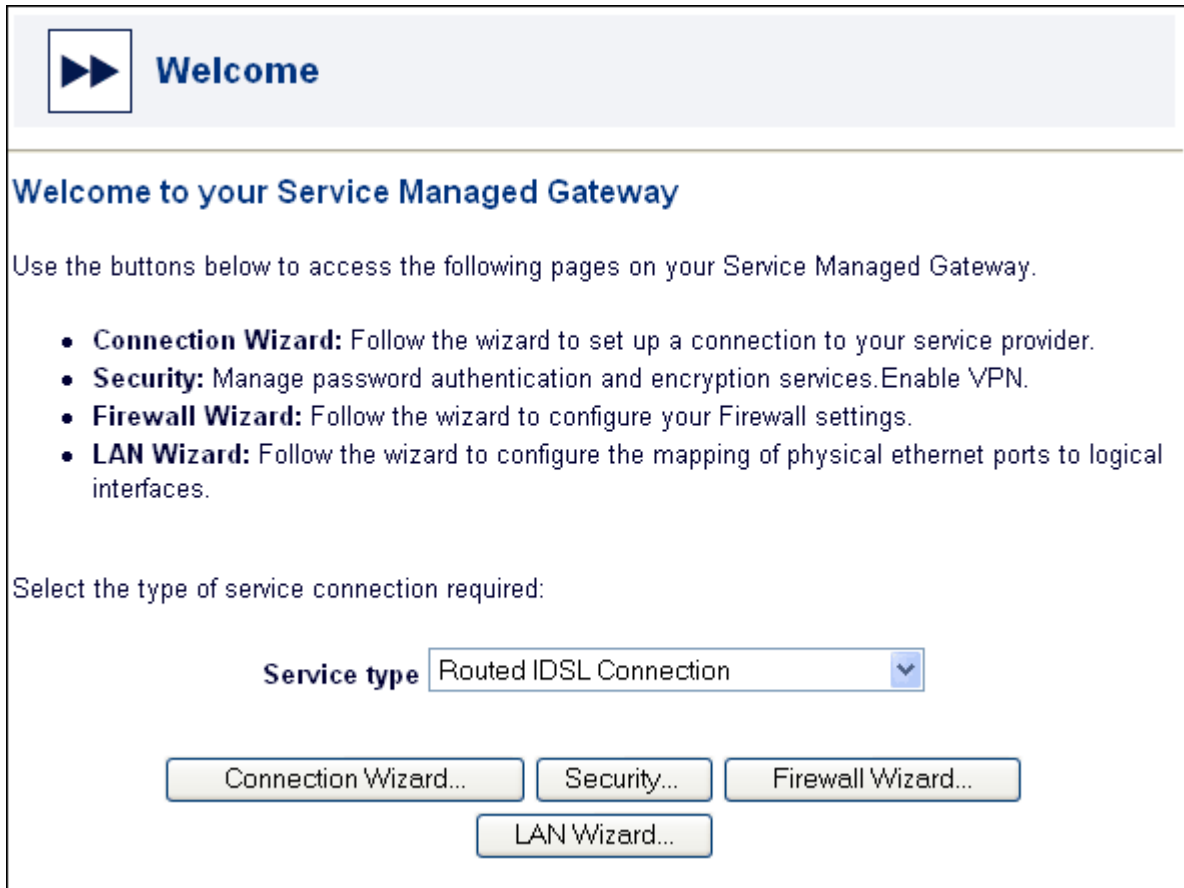 Welcome
Welcome to your Service Managed Gateway
Use the buttons below to access the following pages on your Service Managed Gateway.
• Connection Wizard: Follow the wizard to set up a connection to your service provider.
• Security: Manage password authentication and encryption services.Enable VPN.
• Firewall Wizard: Follow the wizard to configure your Firewall settings.
• LAN Wizard: Follow the wizard to configure the mapping of physical ethernet ports to logical
interfaces.
Select the type of service connection required:
Service type Routed IDSL Connection
Connection Wizard... Security... Firewall Wizard...
LAN Wizard...